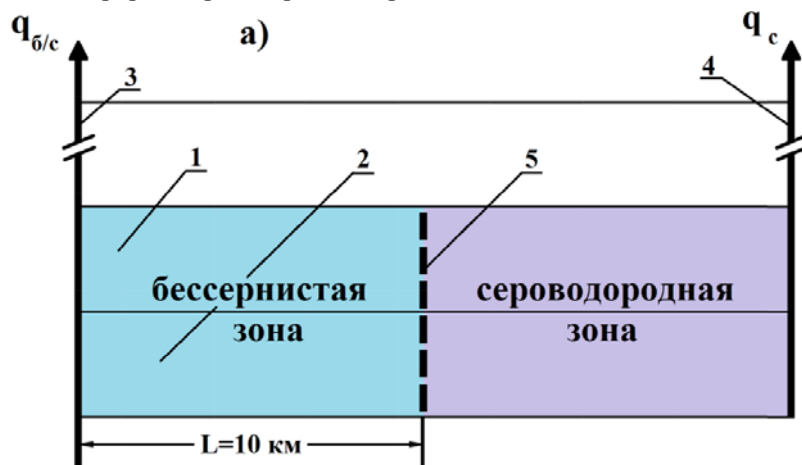 q б/с
а)
q с
3
4
1
2
5
бессернистая
зона
сероводородная
зона
L=10 км